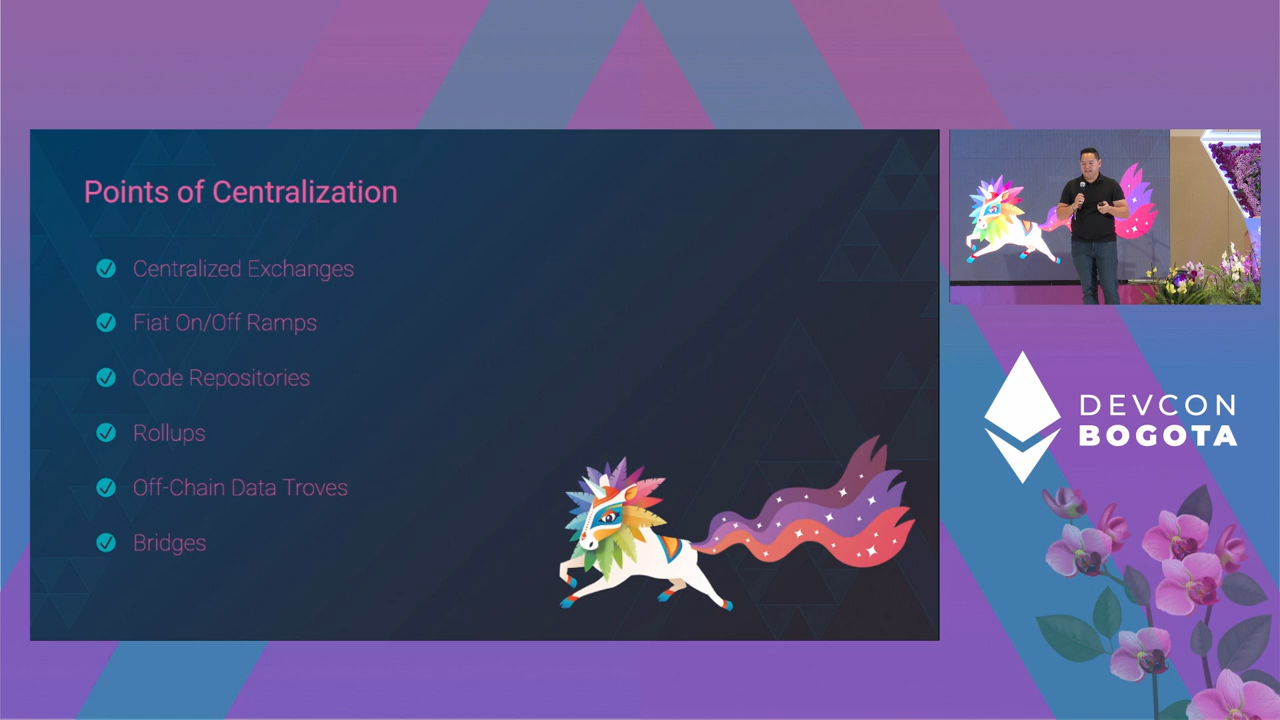 Points of Centralization
Centralized Exchanges
Fiat On/Off Ramps
Code Repositories
Rollups
Off-Chain Data Troves
Bridges
DEVCON
BOGOTA